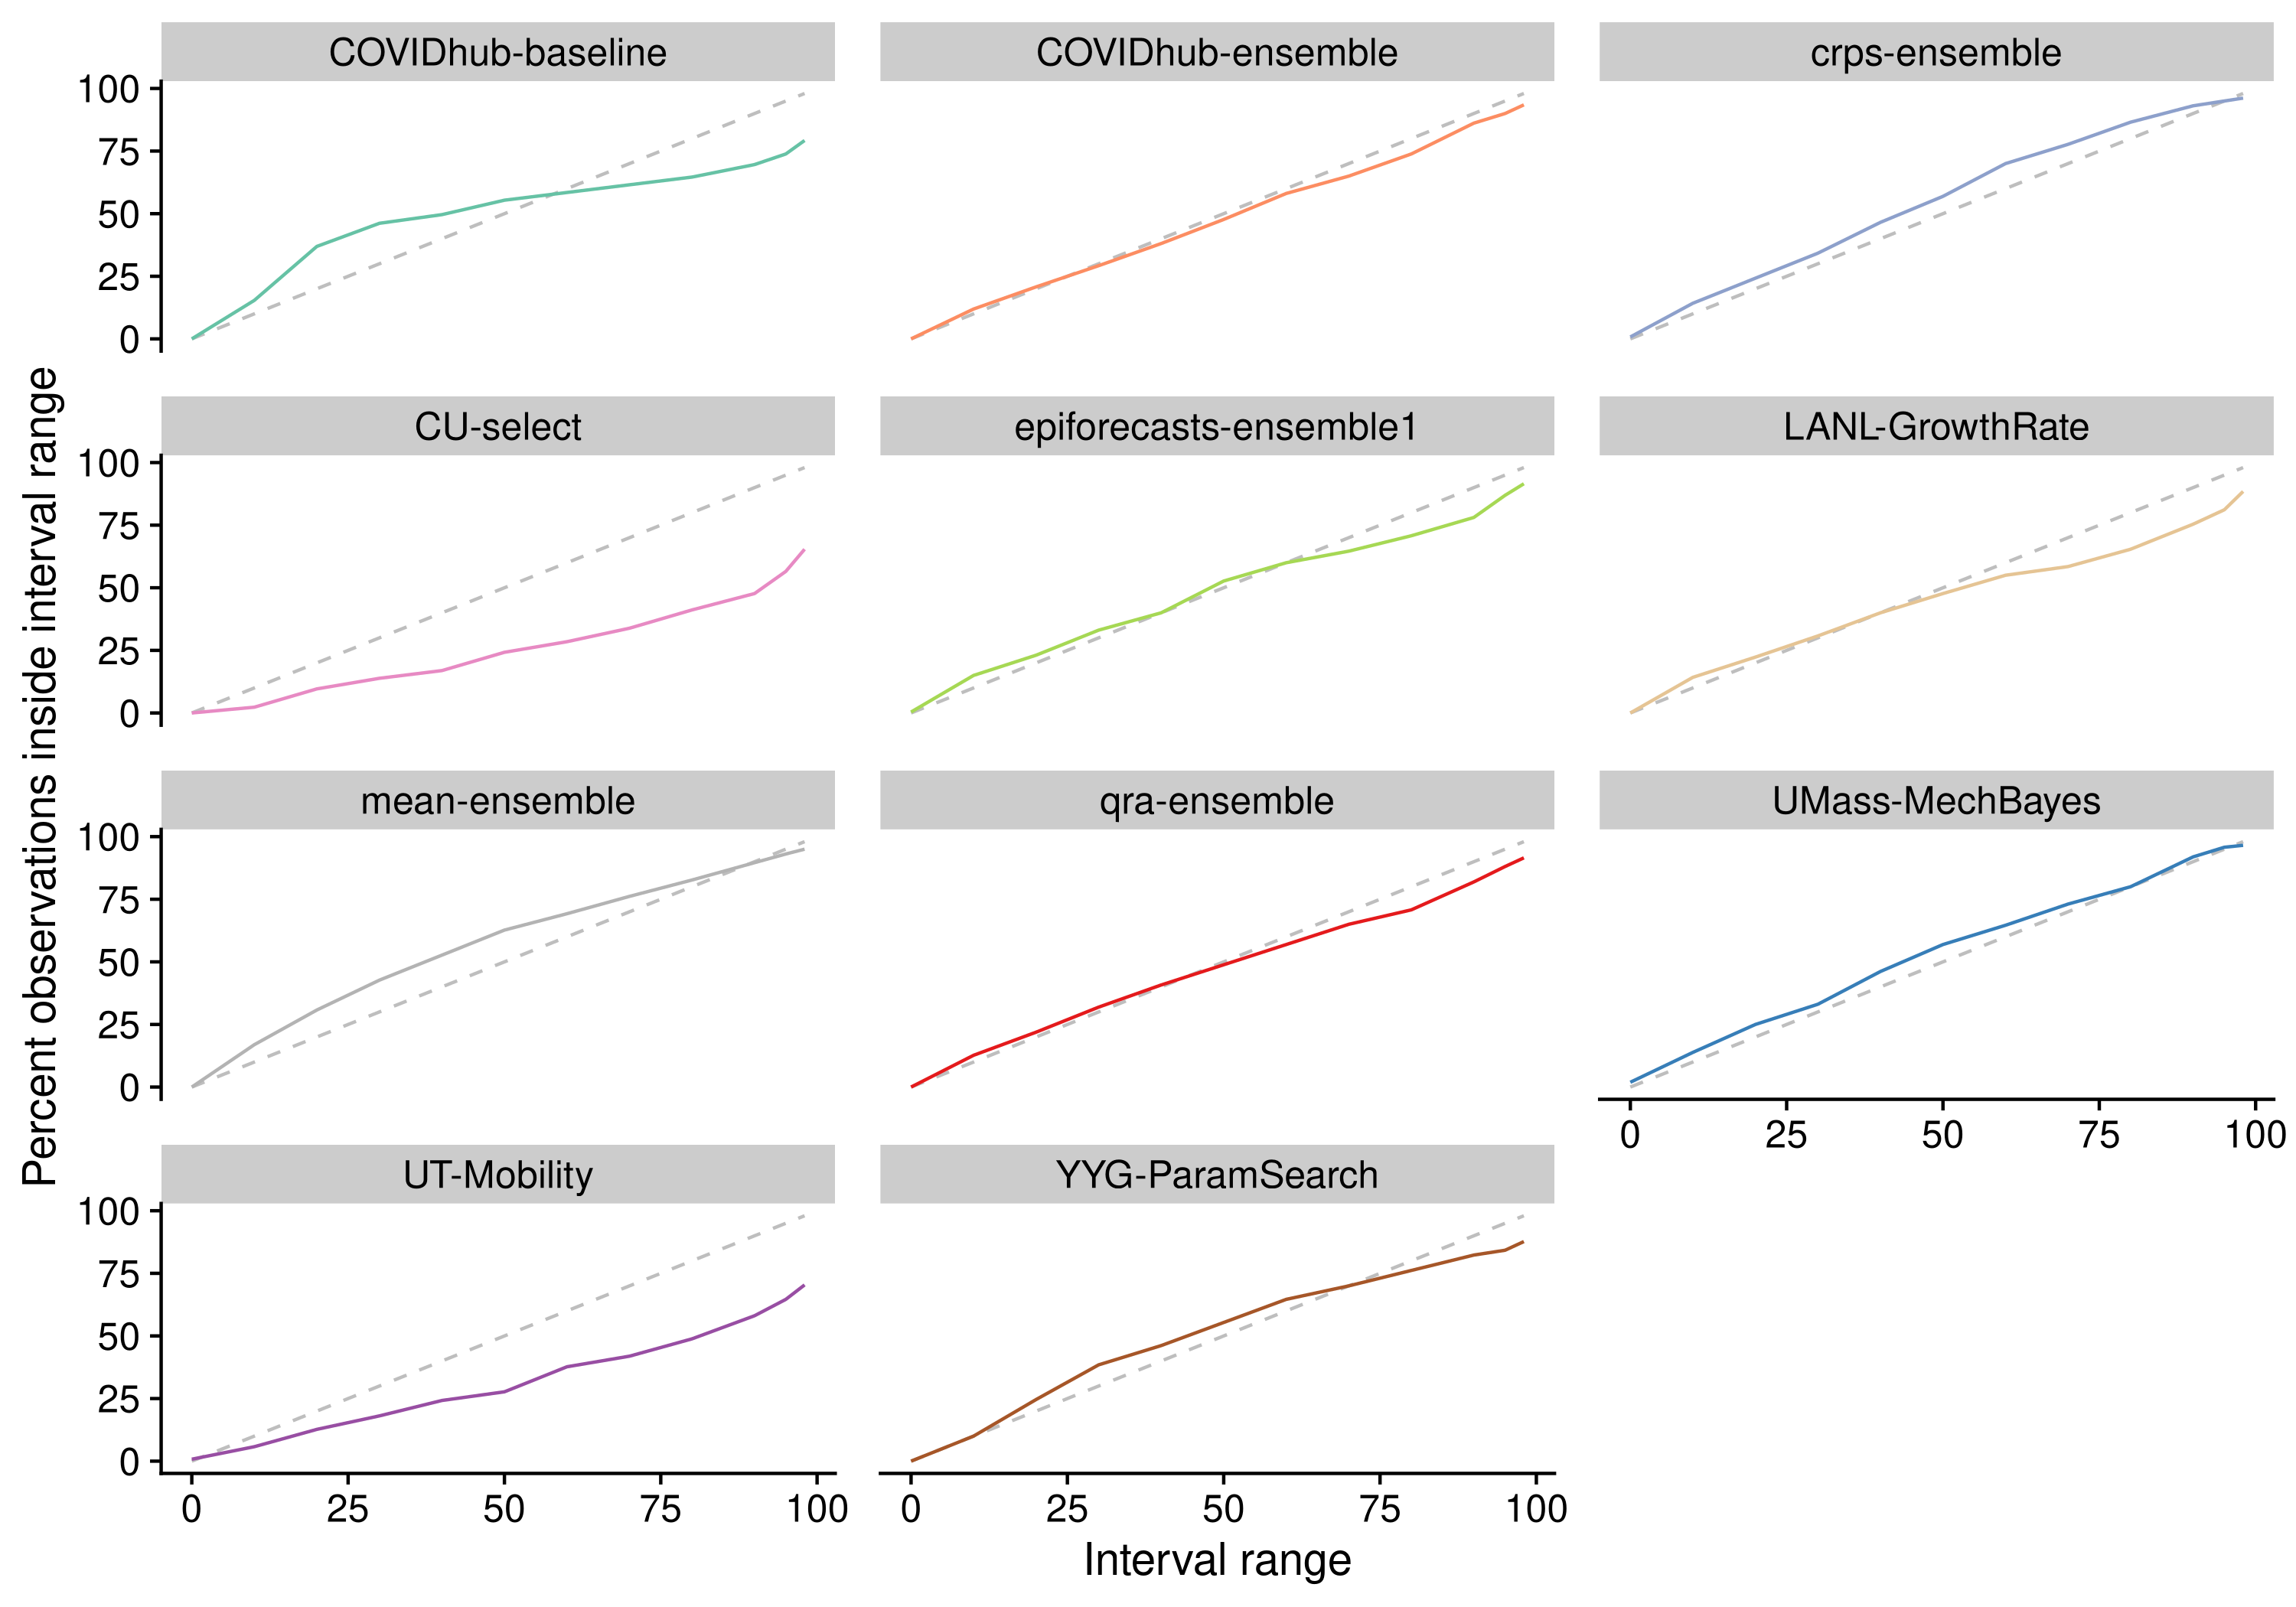 COVIDhub-baseline
COVIDhub-ensemble
crps-ensemble
100
75
50
25
0
CU-select
epiforecasts-ensemble1
LANL-GrowthRate
100
75
50
25
0
Percent observations inside interval range
mean-ensemble
qra-ensemble
UMass-MechBayes
100
75
50
25
0
0 25 50 75 100
UT-Mobility
YYG-ParamSearch
100
75
50
25
0
0 25 50 75 100
0 25 50 75 100
Interval range